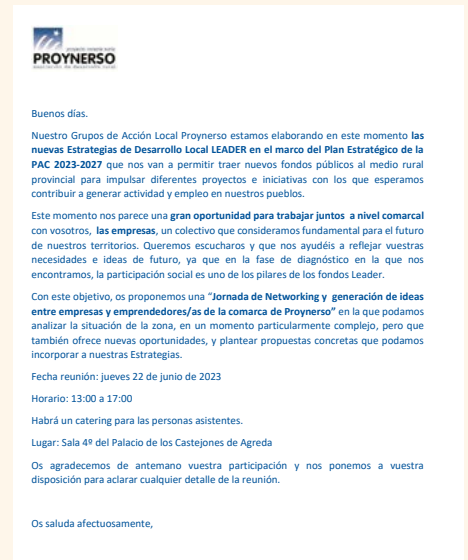 PROYNERSO
Buenos días.
Nuestro Grupos de Acción Local Proynerso estamos elaborando en este momento las
nuevas Estrategias de Desarrollo Local LEADER en el marco del Plan Estratégico de la
PAC 2023-2027 que nos van a permitir traer nuevos fondos públicos al medio rural
provincial para impulsar diferentes proyectos e iniciativas con los que esperamos
contribuir a generar actividad y empleo en nuestros pueblos.
Este momento nos parece una gran oportunidad para trabajar juntos a nivel comarcal
con vosotros, las empresas, un colectivo que consideramos fundamental para el futuro
de nuestros territorios. Queremos escucharos y que nos ayudéis a reflejar vuestras
necesidades e ideas de futuro, ya que en la fase de diagnóstico en la que nos
encontramos, la participación social es uno de los pilares de los fondos Leader.
Con este objetivo, os proponemos una "Jornada de Networking y generación de ideas
entre empresas y emprendedores/as de la comarca de Proynerso" en la que podamos
analizar la situación de la zona, en un momento particularmente complejo, pero que
también ofrece nuevas oportunidades, y plantear propuestas concretas que podamos
incorporar a nuestras Estrategias.
Fecha reunión: jueves 22 de junio de 2023
Horario: 13:00 a 17:00
Habrá un catering para las personas asistentes.
Lugar: Sala 4º del Palacio de los Castejones de Agreda
Os agradecemos de antemano vuestra participación y nos ponemos a vuestra
disposición para aclarar cualquier detalle de la reunión.
Os saluda afectuosamente,